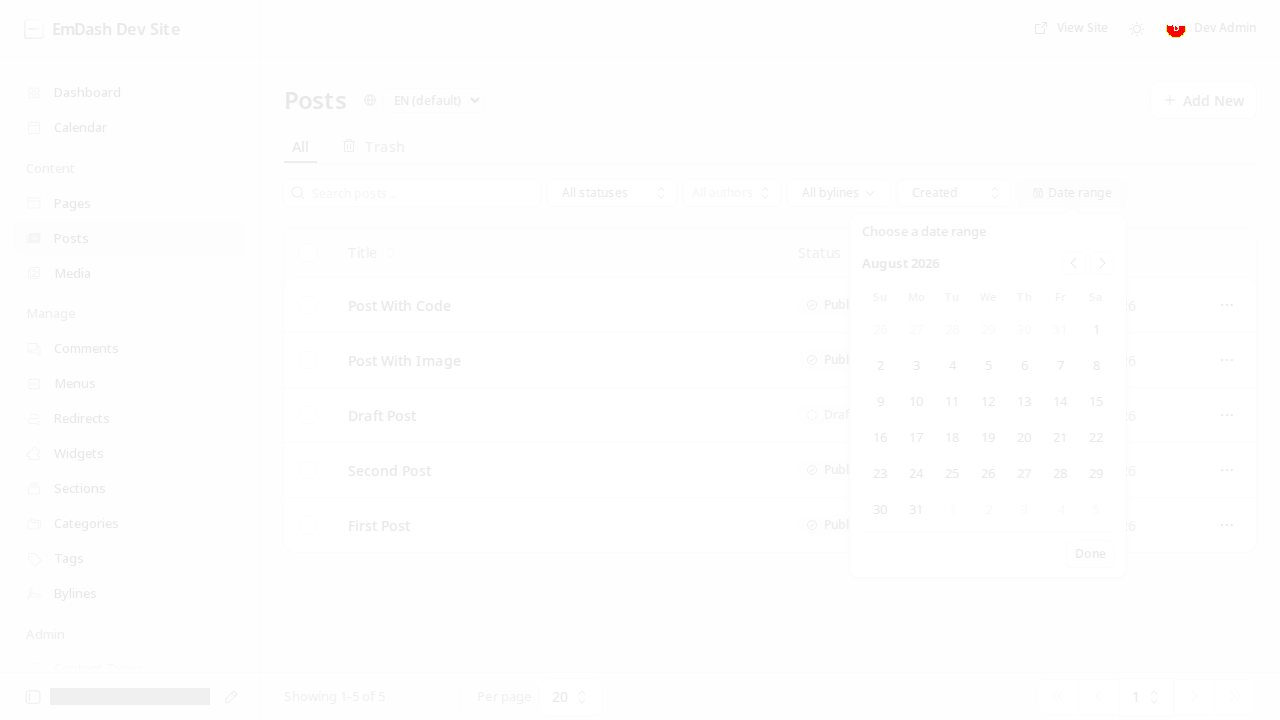 EmDash Dev Site
View Site
Dev Admin
Dashboard
Calendar
Content
Pages
Posts
Media
Manage
Comments
Menus
Redirects
Widgets
Sections
Categories
Tags
Bylines
Admin
Posts
EN (default)
Add New
All
Trash
Search posts...
All statuses
All authors
All bylines
Created
Date range
Title
Status
Post With Code
Post With Image
Draft Post
Second Post
First Post
Choose a date range
August 2026
Su Mo Tu We Th Fr Sa
26 27 28 29 30 31 1
2 3 4 5 6 7 8
9 10 11 12 13 14 15
16 17 18 19 20 21 22
23 24 25 26 27 28 29
30 31 1 2 3 4 5
Done
Showing 1-5 of 5
Per page
20
1